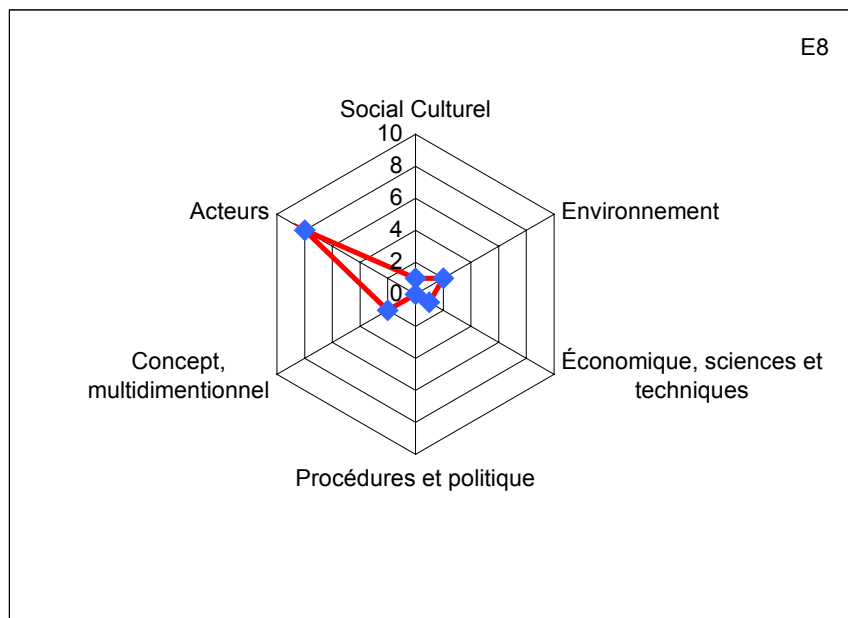 E8
Social Culturel
10
8
6
4
2
0
Acteurs
Environnement
Concept,
multidimentionnel
Économique, sciences et
techniques
Procédures et politique